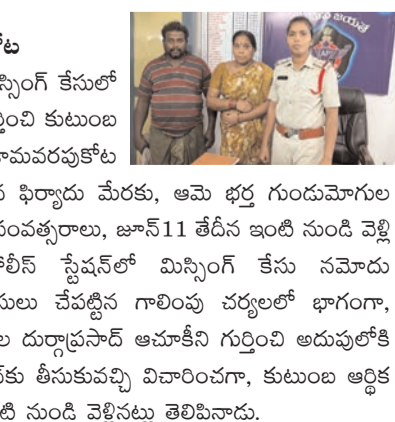 స్సింగ్ కేసులో
ర్తించి కుటుంబ
ామవరపుకోట
ఫిర్యాదు మేరకు, ఆమె భర్త గుండుమోగుల
సంవత్సరాలు, జూన్11 తేదీన ఇంటి నుండి వెళ్లి
పోలీస్ స్టేషన్‌లో మిస్సింగ్ కేసు నమోదు
సులు చేపట్టిన గాలింపు చర్యలలో భాగంగా,
ల దుర్గాప్రసాద్ ఆచూకీని గుర్తించి అదుపులోకి
‌కు తీసుకువచ్చి విచారించగా, కుటుంబ ఆర్థిక
టి నుండి వెళ్లినట్లు తెలిపినాడు.